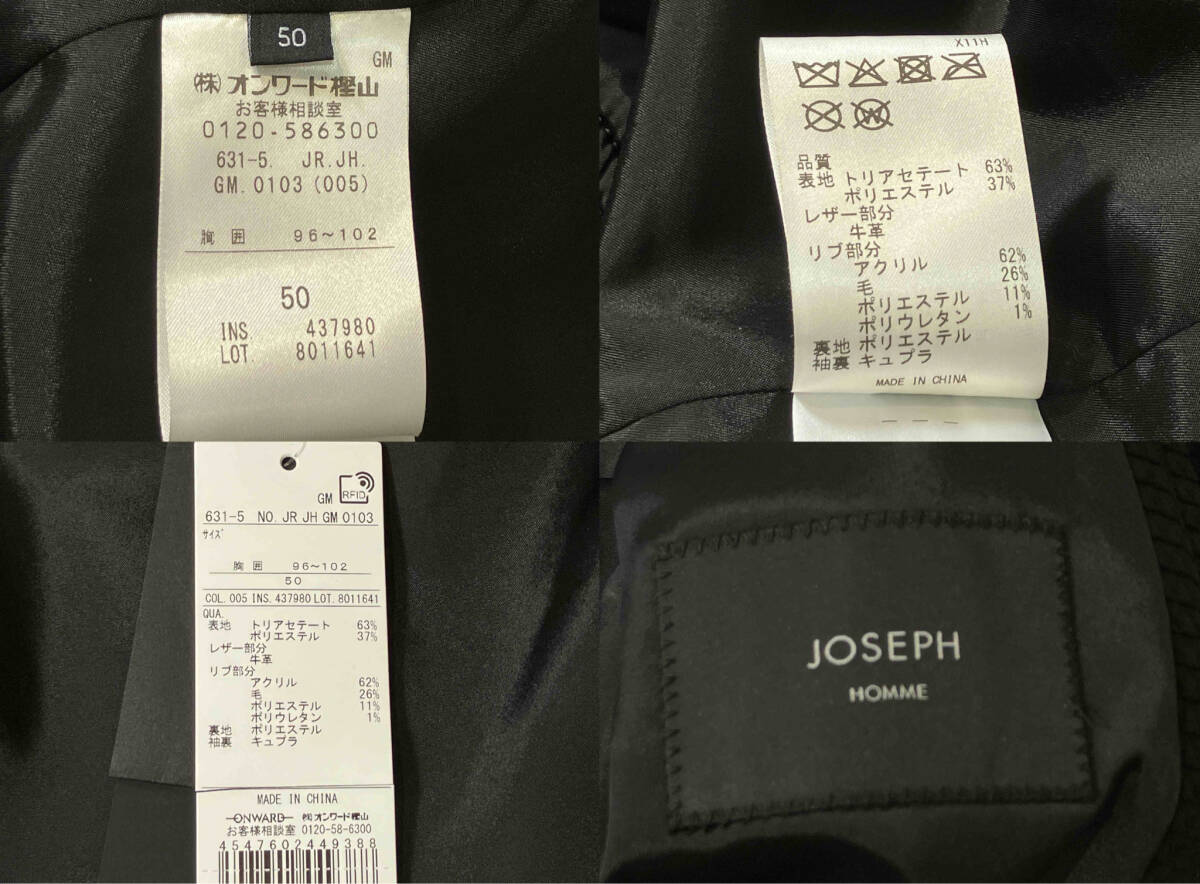 50
GM
㈱オンワード樫山
お客様相談室
0120-586300
631-5. JR.JH.
GM.0103 (005)
胸囲 96～102
50
INS. 437980
LOT. 8011641
X11H
W
品質
表地 トリアセテート 63%
ポリエステル 37%
レザー部分
牛革
リブ部分
アクリル 62%
毛 26%
ポリエステル 11%
ポリウレタン 1%
裏地 ポリエステル
袖裏 キュプラ
MADE IN CHINA
GM RFID
631-5 NO. JR JH GM 0103
サイズ
胸囲 96～102
50
COL. 005 INS. 437980 LOT. 8011641
QUA.
表地 トリアセテート 63%
ポリエステル 37%
レザー部分
牛革
リブ部分
アクリル 62%
毛 26%
ポリエステル 11%
ポリウレタン 1%
裏地 ポリエステル
袖裏 キュプラ
MADE IN CHINA
ONWARD ㈱オンワード樫山
お客様相談室 0120-58-6300
4547602449388
JOSEPH
HOMME